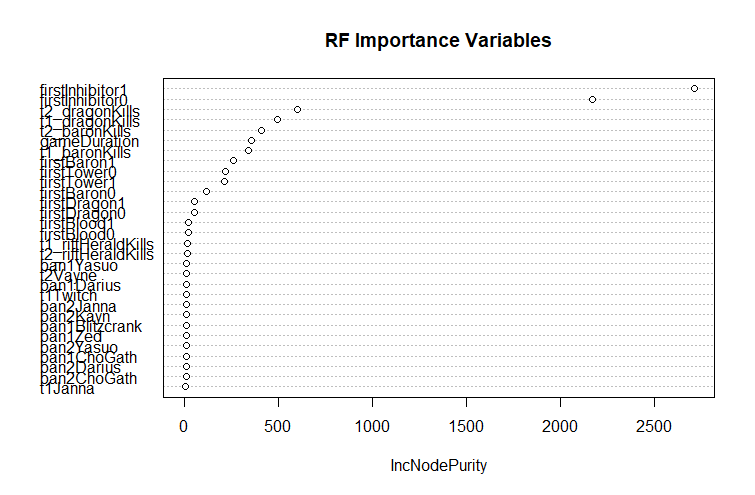 RF Importance Variables
firstInhibitor1
firstInhibitor0
t2_dragonKills
t1_dragonKills
t2_baronKills
gameDuration
t1_baronKills
firstBaron1
firstTower0
firstTower1
firstBaron0
firstDragon1
firstDragon0
firstBlood1
firstBlood0
t1_riftHeraldKills
t2_riftHeraldKills
ban1Yasuo
t2Vayne
ban1Darius
t1Twitch
ban2Janna
ban2Kayn
ban1Blitzcrank
ban1Zed
ban2Yasuo
ban1ChoGath
ban2Darius
ban2ChoGath
t1Janna
0 500 1000 1500 2000 2500
IncNodePurity